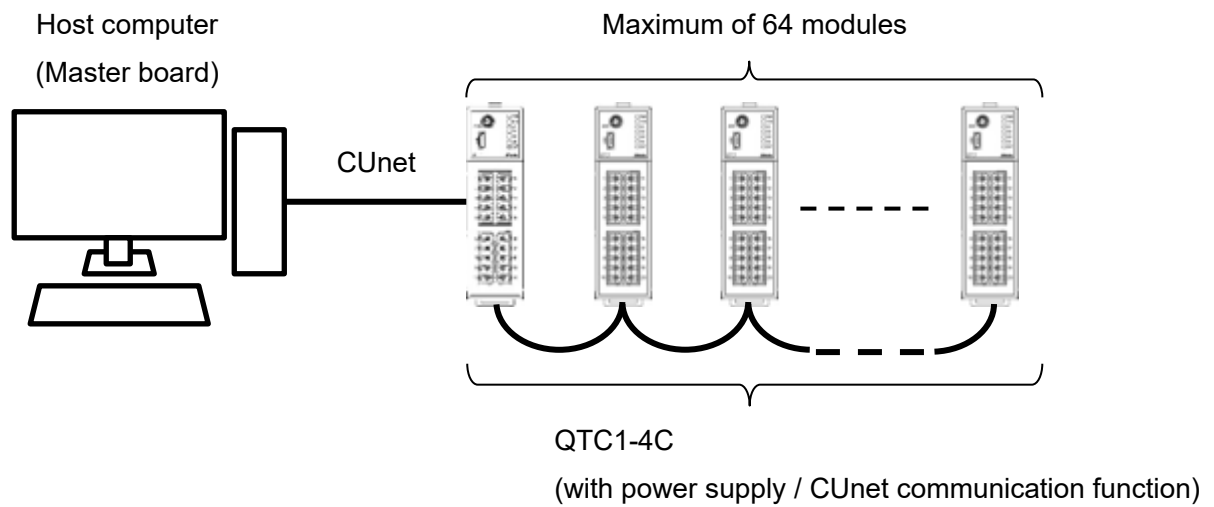 Host computer
(Master board)
Maximum of 64 modules
CUnet
QTC1-4C
(with power supply / CUnet communication function)